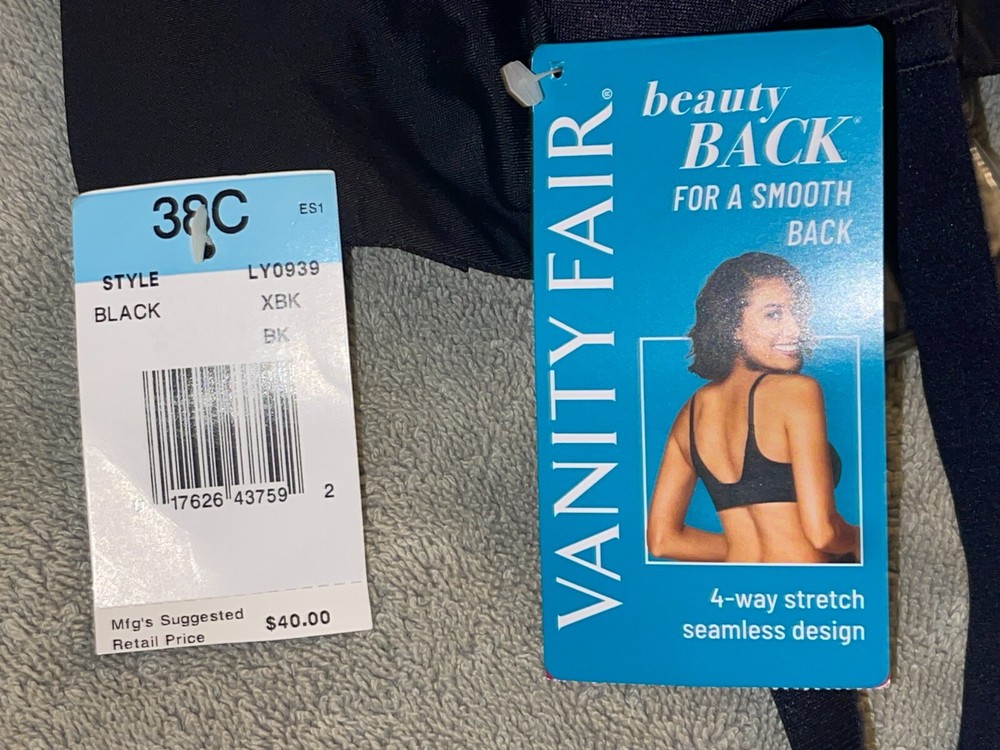 38C
ES1
STYLE LY0939
BLACK XBK
BK
17626 43759 2
Mfg's Suggested
Retail Price $40.00
VANITY FAIR®
beauty
BACK®
FOR A SMOOTH
BACK
4-way stretch
seamless design